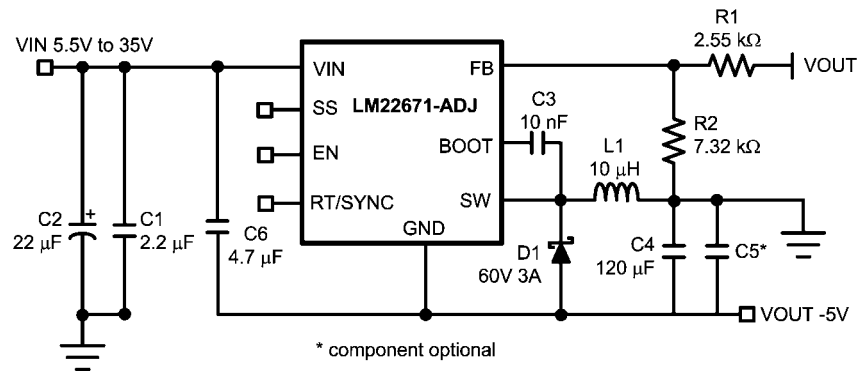 VIN 5.5V to 35V
VIN
FB
SS
LM22671-ADJ
EN
BOOT
RT/SYNC
SW
GND
R1
2.55 kΩ
VOUT
C3
10 nF
R2
7.32 kΩ
L1
10 μH
C2
+
22 μF
C1
2.2 μF
C6
4.7 μF
D1
60V 3A
C4
120 μF
C5*
VOUT -5V
* component optional